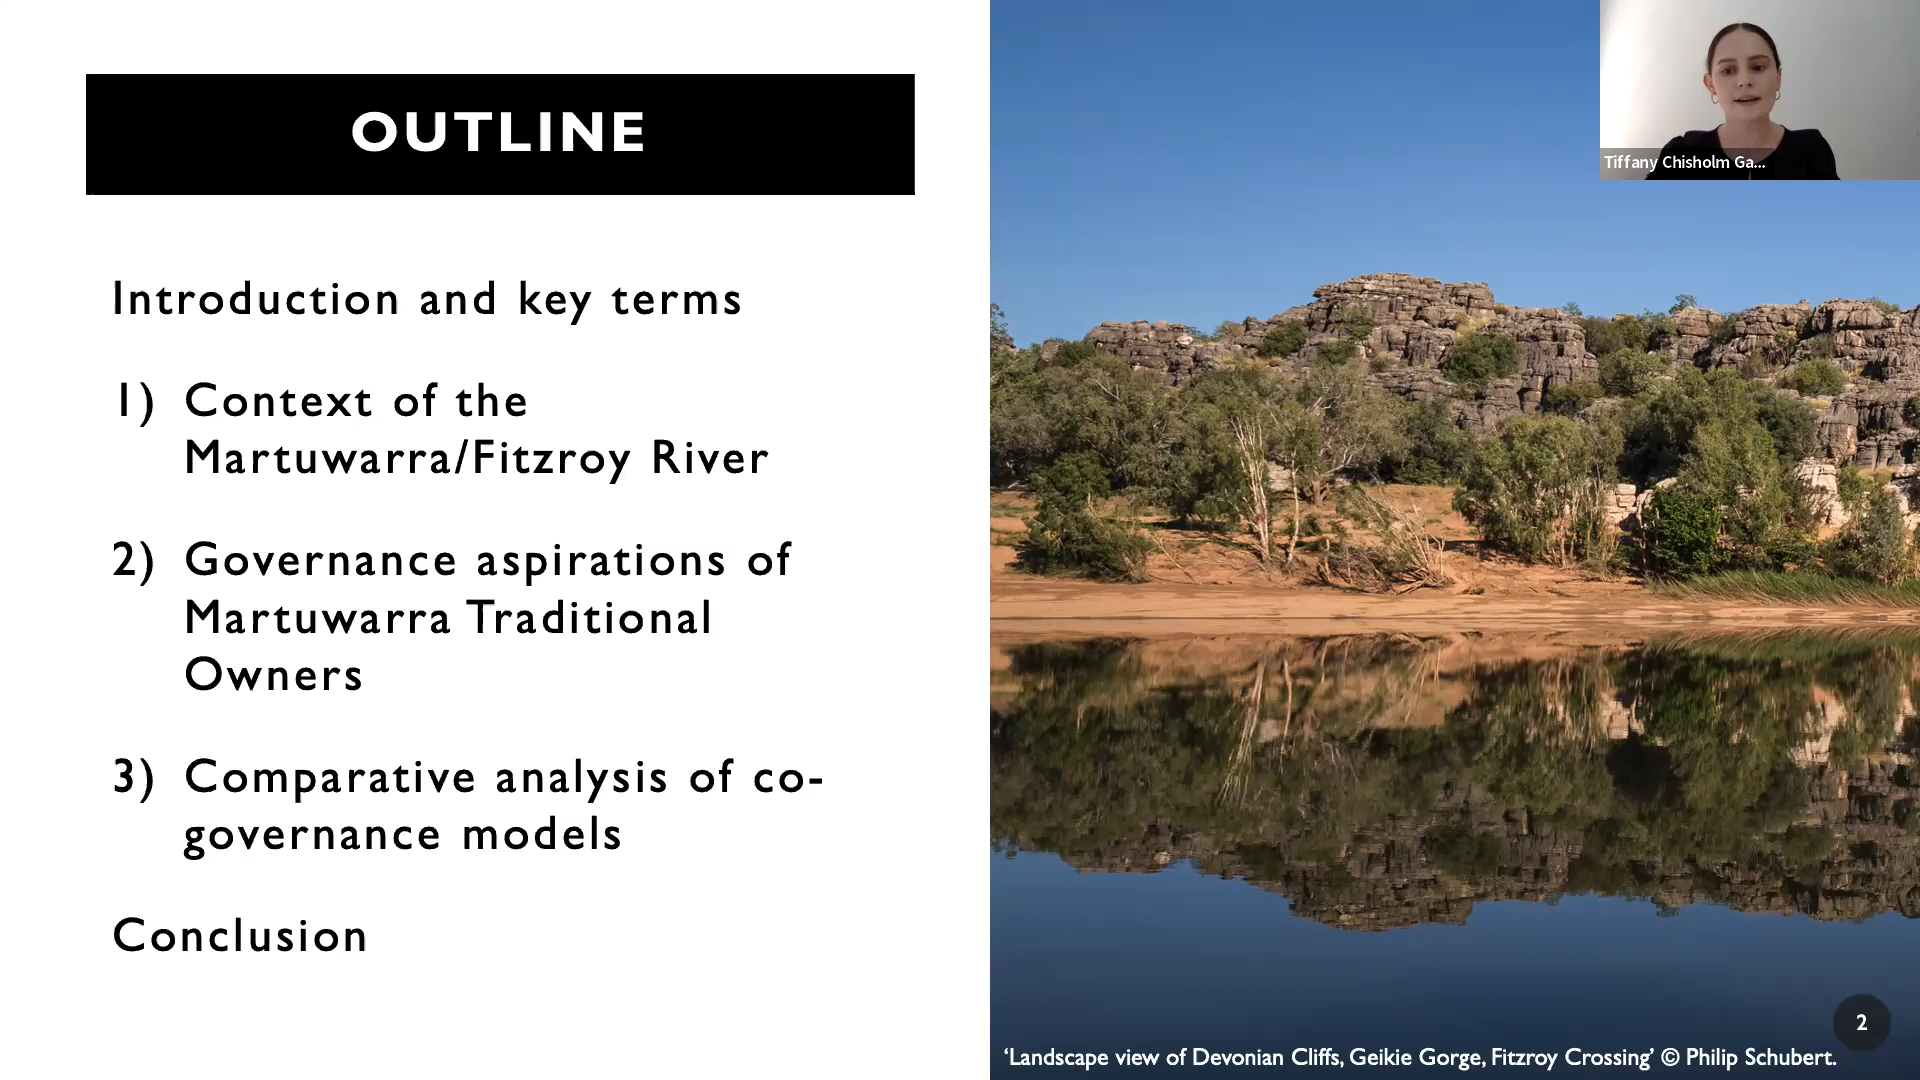 OUTLINE
Introduction and key terms
1) Context of the
Martuwarra/Fitzroy River
2) Governance aspirations of
Martuwarra Traditional
Owners
3) Comparative analysis of co-
governance models
Conclusion
Tiffany Chisholm Ga...
2
‘Landscape view of Devonian Cliffs, Geikie Gorge, Fitzroy Crossing’ © Philip Schubert.